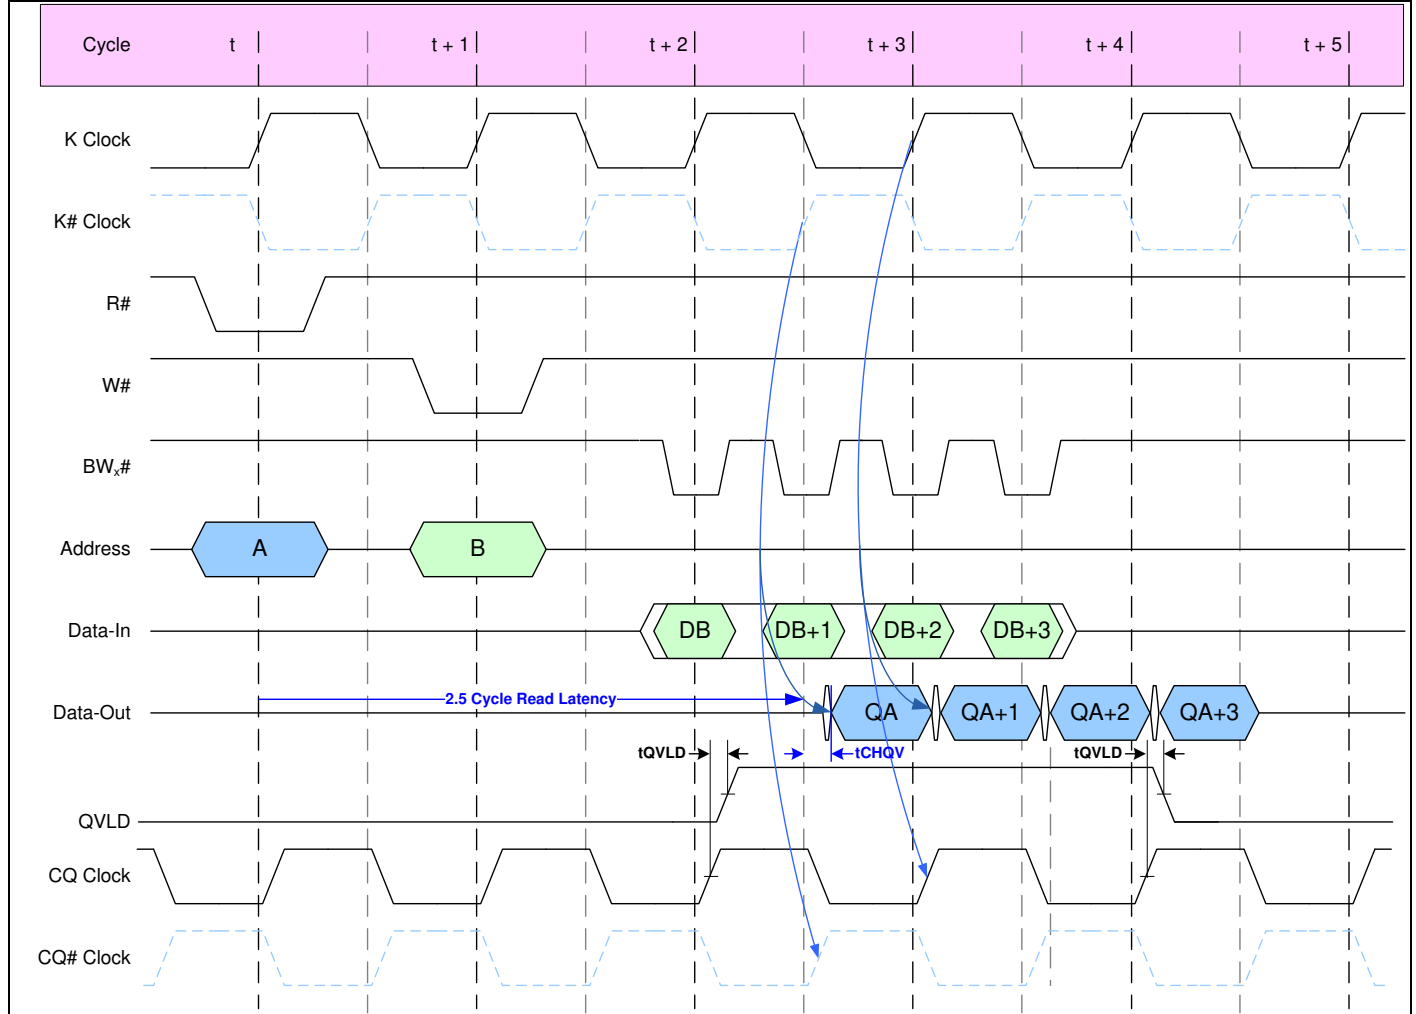 Cycle t t + 1 t + 2 t + 3 t + 4 t + 5
K Clock
K# Clock
R#
W#
BWx#
Address A B
Data-In DB DB+1 DB+2 DB+3
2.5 Cycle Read Latency
Data-Out QA QA+1 QA+2 QA+3
tQVLD tCHQV tQVLD
QVLD
CQ Clock
CQ# Clock